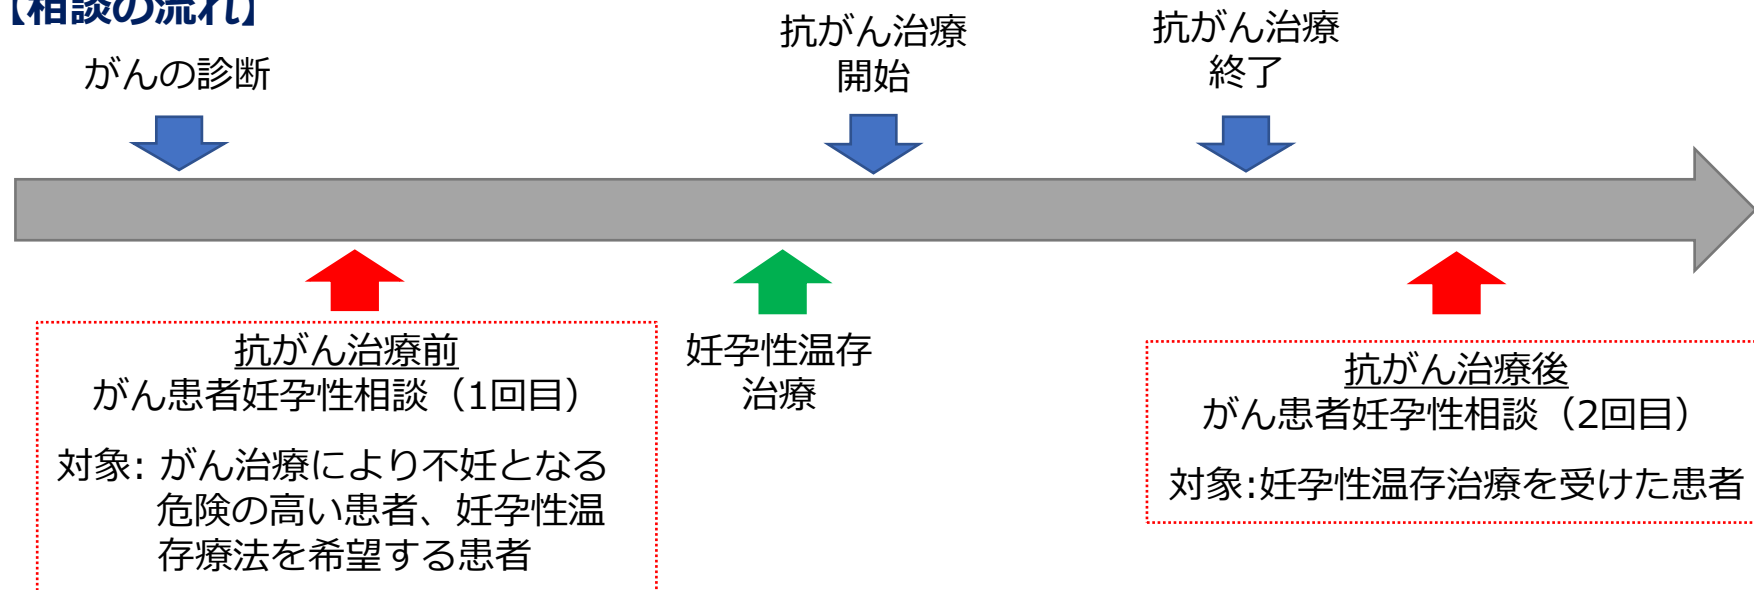 【相談の流れ】
がんの診断
抗がん治療
開始
抗がん治療
終了
抗がん治療前
がん患者妊孕性相談（1回目）
対象: がん治療により不妊となる
危険の高い患者、妊孕性温
存療法を希望する患者
妊孕性温存
治療
抗がん治療後
がん患者妊孕性相談（2回目）
対象:妊孕性温存治療を受けた患者